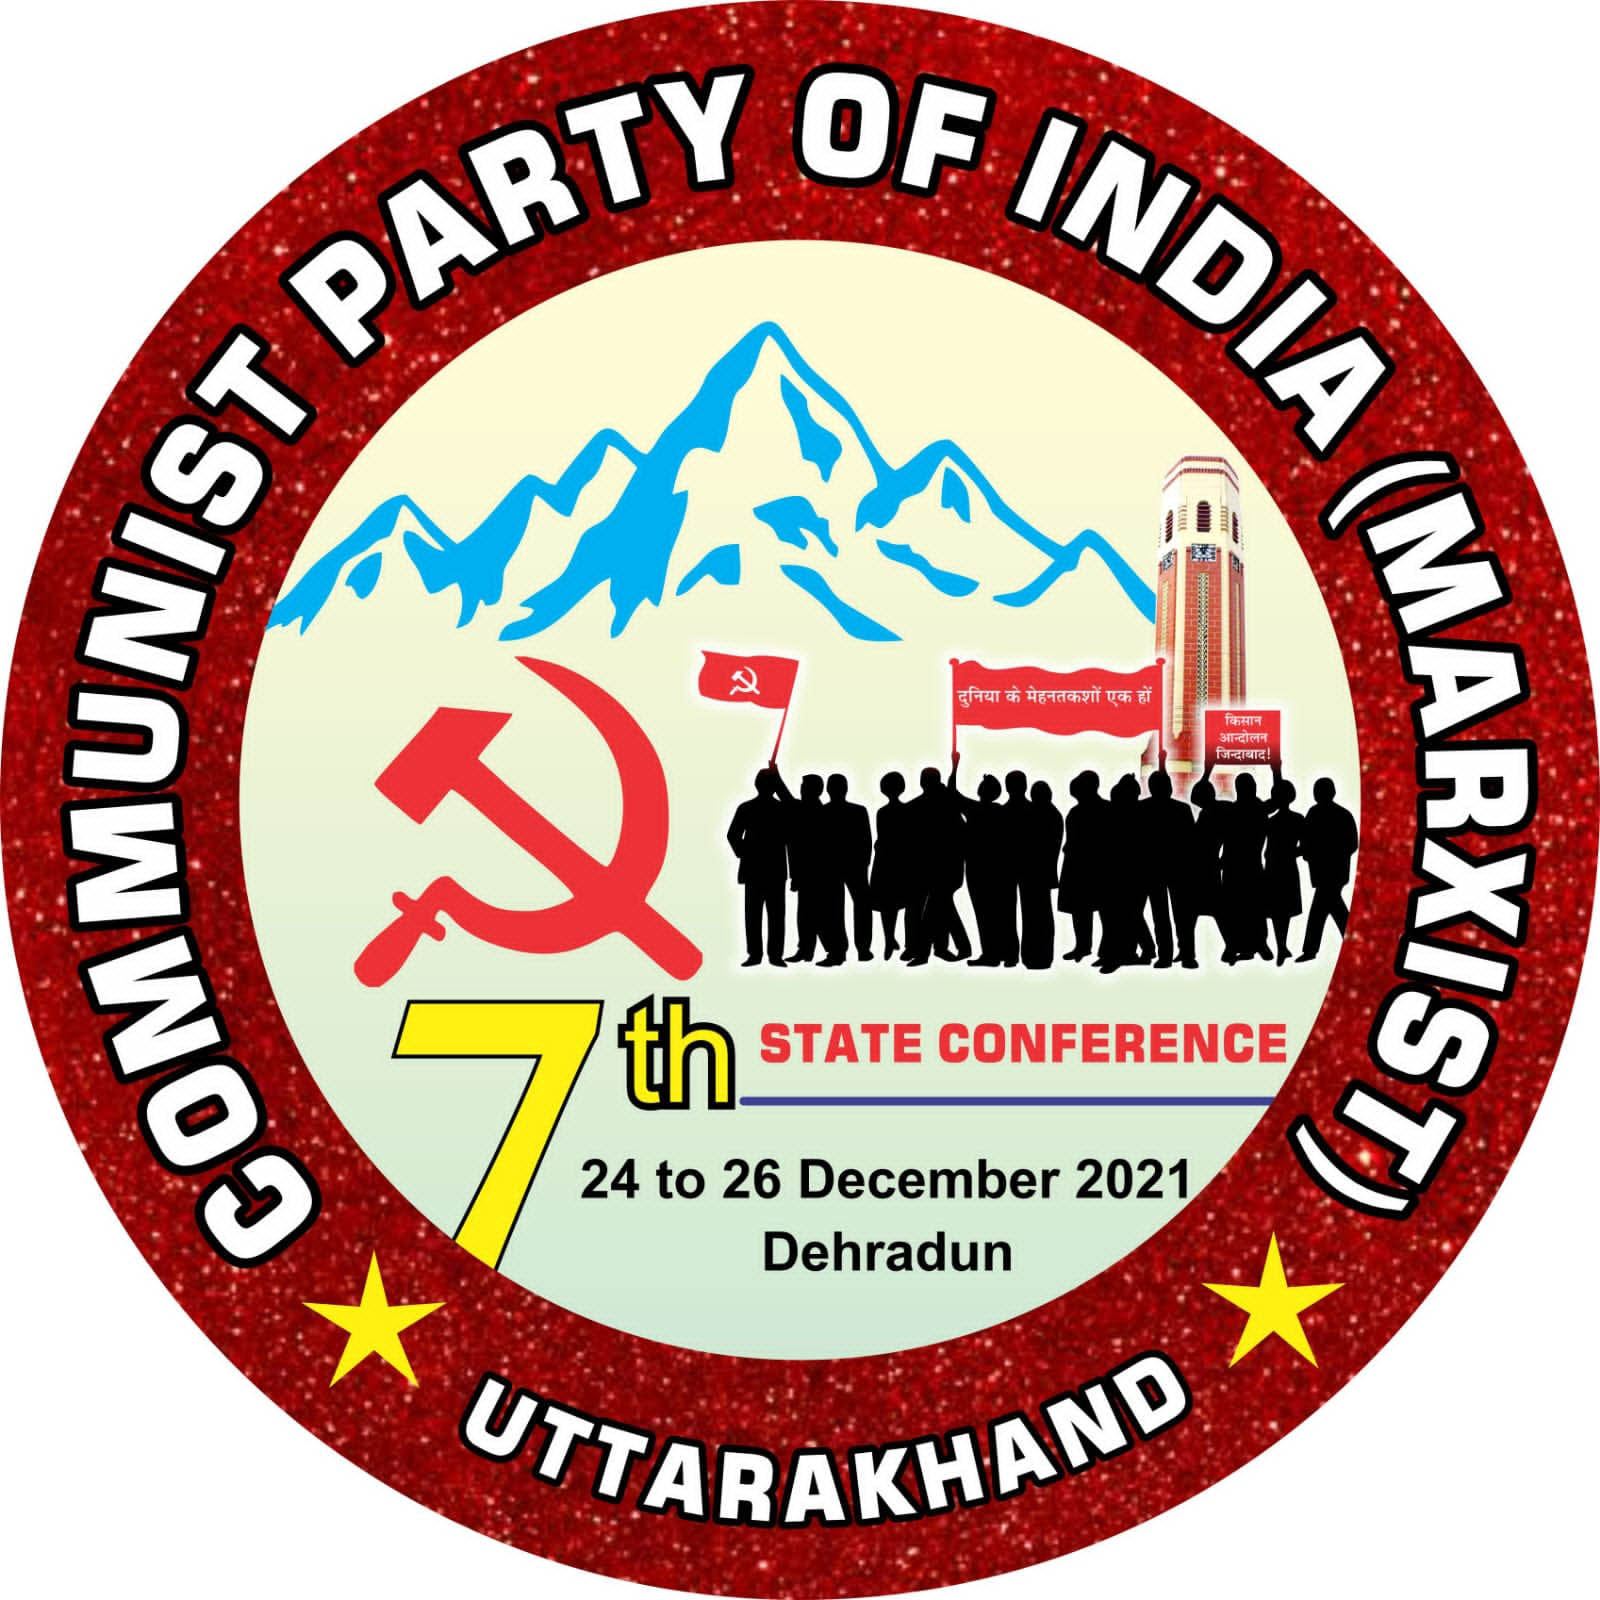 COMMUNIST PARTY OF INDIA (MARXIST)
दुनिया के मेहनतकशों एक हों
किसान
आन्दोलन
जिन्दाबाद!
7th STATE CONFERENCE
24 to 26 December 2021
Dehradun
UTTARAKHAND